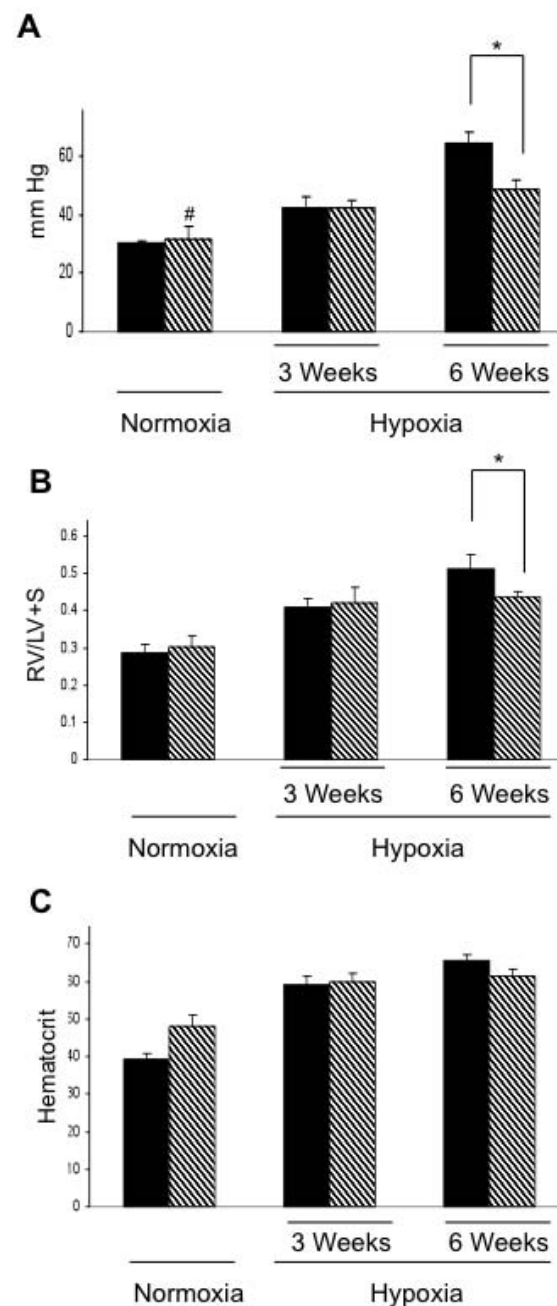 A
mm Hg
60
40
20
0
#
*
3 Weeks 6 Weeks
Normoxia Hypoxia
B
RV/LV+S
0.6
0.5
0.4
0.3
0.2
0.1
0
*
3 Weeks 6 Weeks
Normoxia Hypoxia
C
Hematocrit
70
60
50
40
30
20
10
0
3 Weeks 6 Weeks
Normoxia Hypoxia